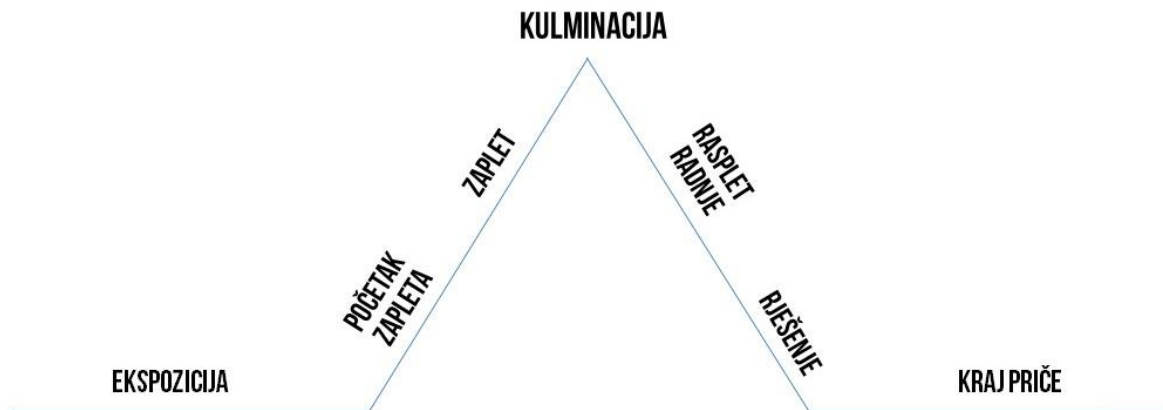 KULMINACIJA
ZAPLET
RASPLET
RADNJE
POČETAK
ZAPLETA
RJEŠENJE
EKSPOZICIJA
KRAJ PRIČE